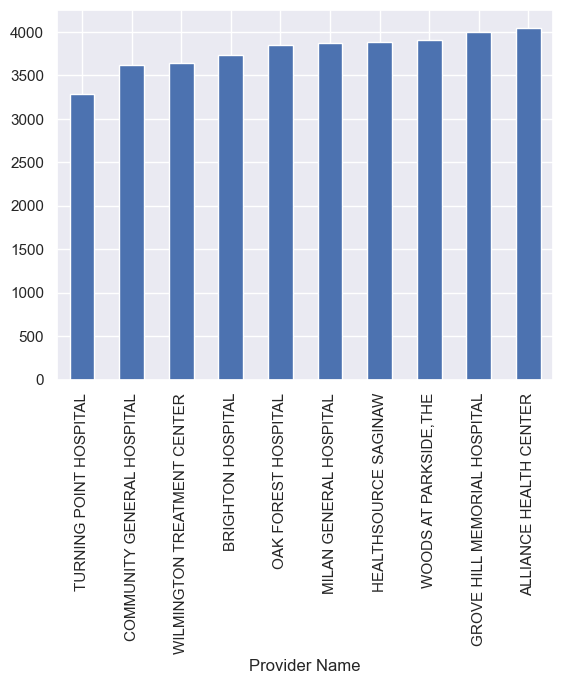 4000
3500
3000
2500
2000
1500
1000
500
0
TURNING POINT HOSPITAL
COMMUNITY GENERAL HOSPITAL
WILMINGTON TREATMENT CENTER
BRIGHTON HOSPITAL
OAK FOREST HOSPITAL
MILAN GENERAL HOSPITAL
HEALTHSOURCE SAGINAW
WOODS AT PARKSIDE,THE
GROVE HILL MEMORIAL HOSPITAL
ALLIANCE HEALTH CENTER
Provider Name